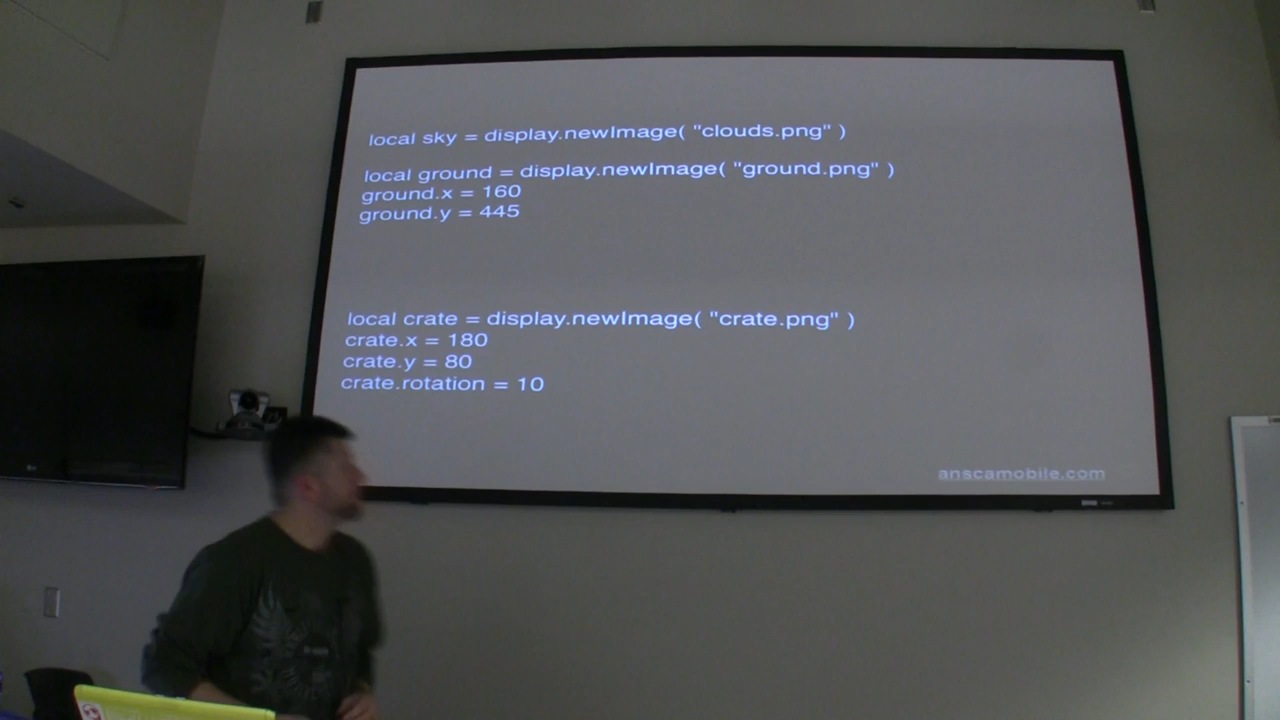 local sky = display.newImage( "clouds.png" )
local ground = display.newImage( "ground.png" )
ground.x = 160
ground.y = 445
local crate = display.newImage( "crate.png" )
crate.x = 180
crate.y = 80
crate.rotation = 10
anscamobile.com